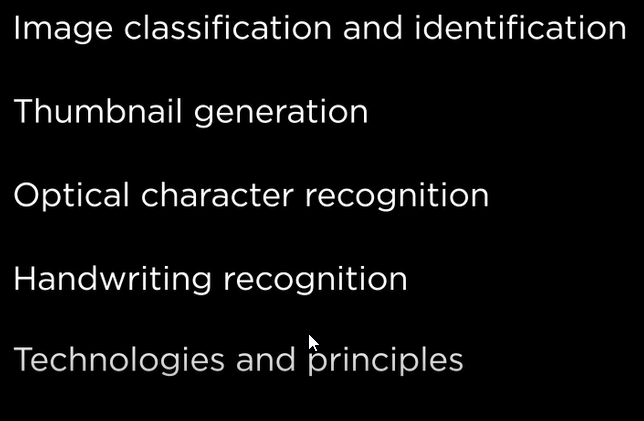 Image classification and identification
Thumbnail generation
Optical character recognition
Handwriting recognition
Technologies and principles